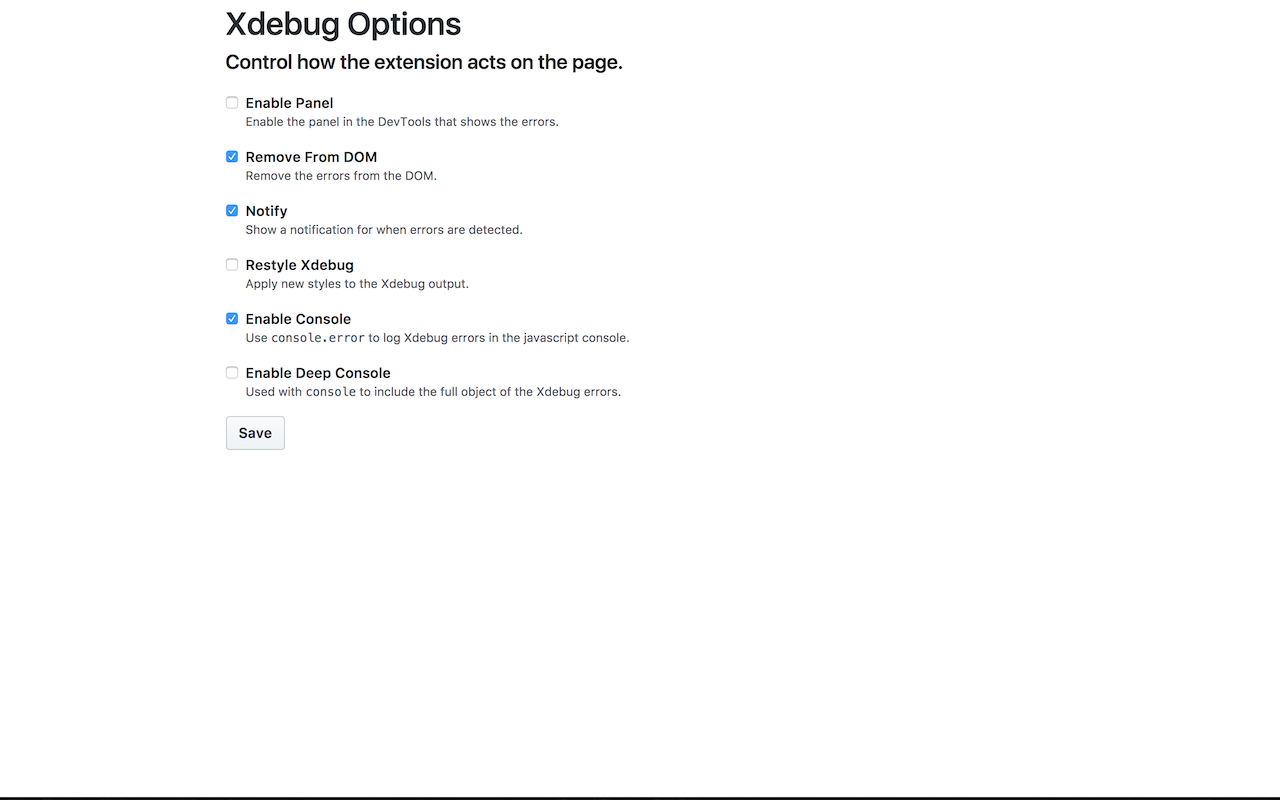 Xdebug Options
Control how the extension acts on the page.
Enable Panel
Enable the panel in the DevTools that shows the errors.
Remove From DOM
Remove the errors from the DOM.
Notify
Show a notification for when errors are detected.
Restyle Xdebug
Apply new styles to the Xdebug output.
Enable Console
Use console.error to log Xdebug errors in the javascript console.
Enable Deep Console
Used with console to include the full object of the Xdebug errors.
Save